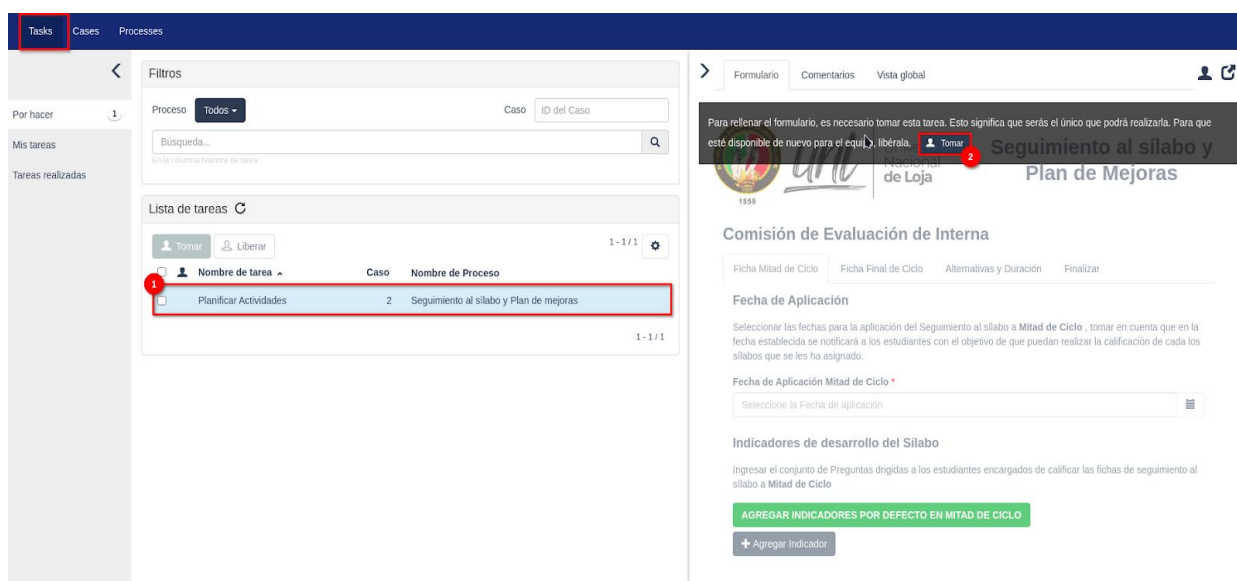 Tasks Cases Processes
Por hacer 1
Mis tareas
Tareas realizadas
Filtros
Proceso Todos Caso ID del Caso
Búsqueda...
En la columna Nombre de tarea
Lista de tareas
Tomar Liberar 1 - 1 / 1
Nombre de tarea Caso Nombre de Proceso
1
Planificar Actividades 2 Seguimiento al sílabo y Plan de mejoras
1 - 1 / 1
Formulario Comentarios Vista global
Para rellenar el formulario, es necesario tomar esta tarea. Esto significa que serás el único que podrá realizarla. Para que
esté disponible de nuevo para el equipo, libérala. Tomar
2
unl
Nacional
de Loja
1859
Seguimiento al sílabo y
Plan de Mejoras
Comisión de Evaluación de Interna
Ficha Mitad de Ciclo Ficha Final de Ciclo Alternativas y Duración Finalizar
Fecha de Aplicación
Seleccionar las fechas para la aplicación del Seguimiento al sílabo a Mitad de Ciclo , tomar en cuenta que en la
fecha establecida se notificará a los estudiantes con el objetivo de que puedan realizar la calificación de cada los
sílabos que se les ha asignado.
Fecha de Aplicación Mitad de Ciclo *
Seleccione la Fecha de aplicación
Indicadores de desarrollo del Sílabo
Ingresar el conjunto de Preguntas drigidas a los estudiantes encargados de calificar las fichas de seguimiento al
sílabo a Mitad de Ciclo
AGREGAR INDICADORES POR DEFECTO EN MITAD DE CICLO
+ Agregar Indicador